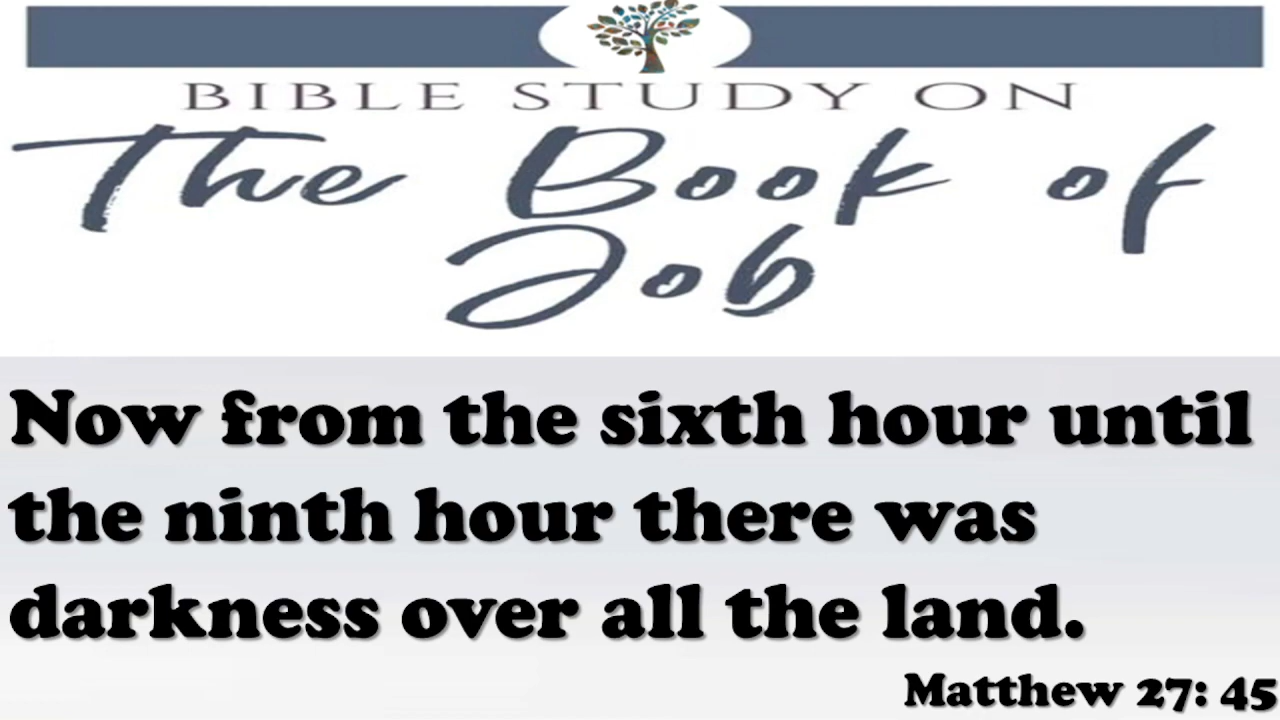 BIBLE STUDY ON
The Book of
Job
Now from the sixth hour until
the ninth hour there was
darkness over all the land.
Matthew 27: 45